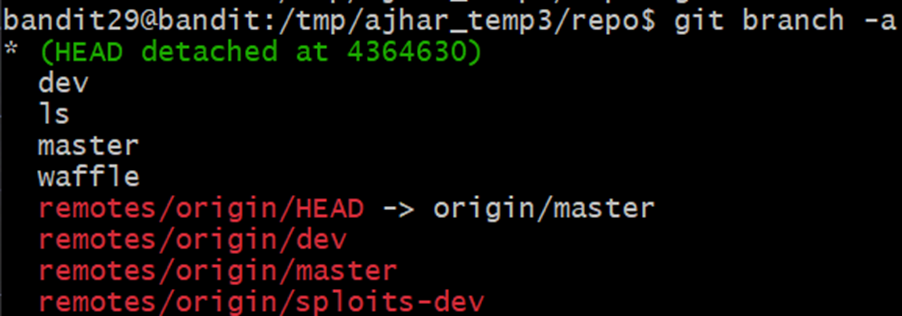 bandit29@bandit:/tmp/ajhar_temp3/repo$ git branch -a
* (HEAD detached at 4364630)
dev
ls
master
waffle
remotes/origin/HEAD -> origin/master
remotes/origin/dev
remotes/origin/master
remotes/origin/sploits-dev